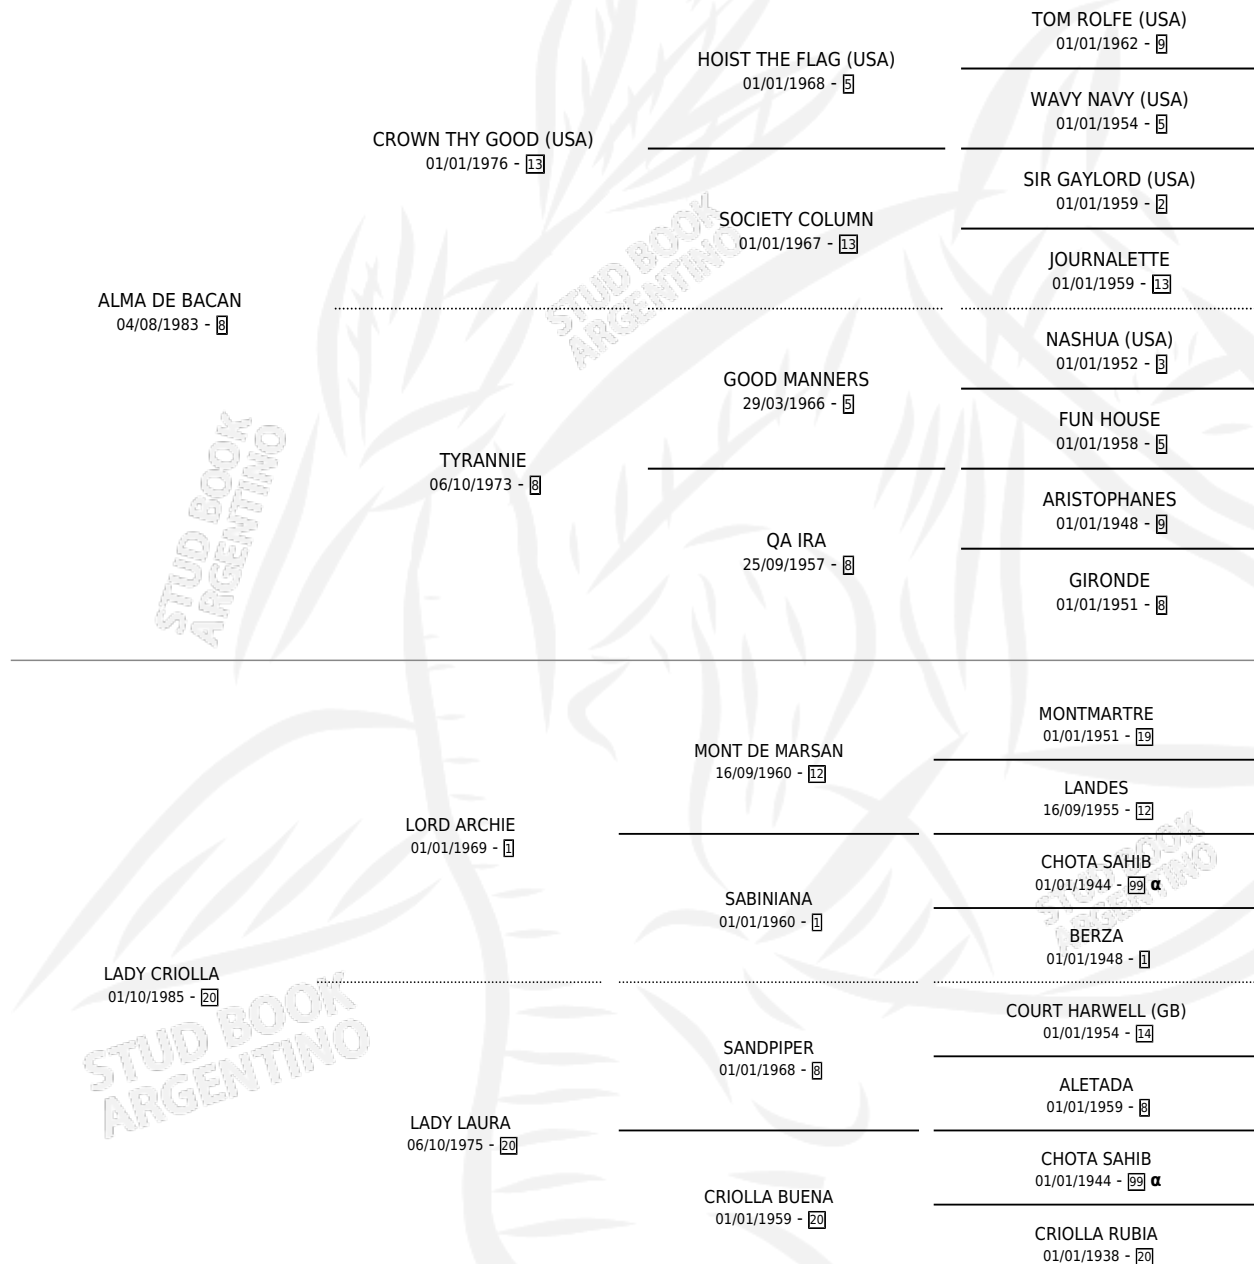 TOM ROLFE (USA)
01/01/1962 - 9
HOIST THE FLAG (USA)
01/01/1968 - 5
WAVY NAVY (USA)
01/01/1954 - 5
CROWN THY GOOD (USA)
01/01/1976 - 13
SIR GAYLORD (USA)
01/01/1959 - 2
SOCIETY COLUMN
01/01/1967 - 13
JOURNALETTE
01/01/1959 - 13
ALMA DE BACAN
04/08/1983 - 8
NASHUA (USA)
01/01/1952 - 3
GOOD MANNERS
29/03/1966 - 5
FUN HOUSE
01/01/1958 - 5
TYRANNIE
06/10/1973 - 8
ARISTOPHANES
01/01/1948 - 9
QA IRA
25/09/1957 - 8
GIRONDE
01/01/1951 - 8
MONTMARTRE
01/01/1951 - 19
MONT DE MARSAN
16/09/1960 - 12
LANDES
16/09/1955 - 12
LORD ARCHIE
01/01/1969 - 1
CHOTA SAHIB
01/01/1944 - 99 α
SABINIANA
01/01/1960 - 1
BERZA
01/01/1948 - 1
LADY CRIOLLA
01/10/1985 - 20
COURT HARWELL (GB)
01/01/1954 - 14
SANDPIPER
01/01/1968 - 8
ALETADA
01/01/1959 - 8
LADY LAURA
06/10/1975 - 20
CHOTA SAHIB
01/01/1944 - 99 α
CRIOLLA BUENA
01/01/1959 - 20
CRIOLLA RUBIA
01/01/1938 - 20
STUD BOOK
ARGENTINO
STUD BOOK
ARGENTINO
STUD BOOK
ARGENTINO
STUD BOOK
ARGENTINO